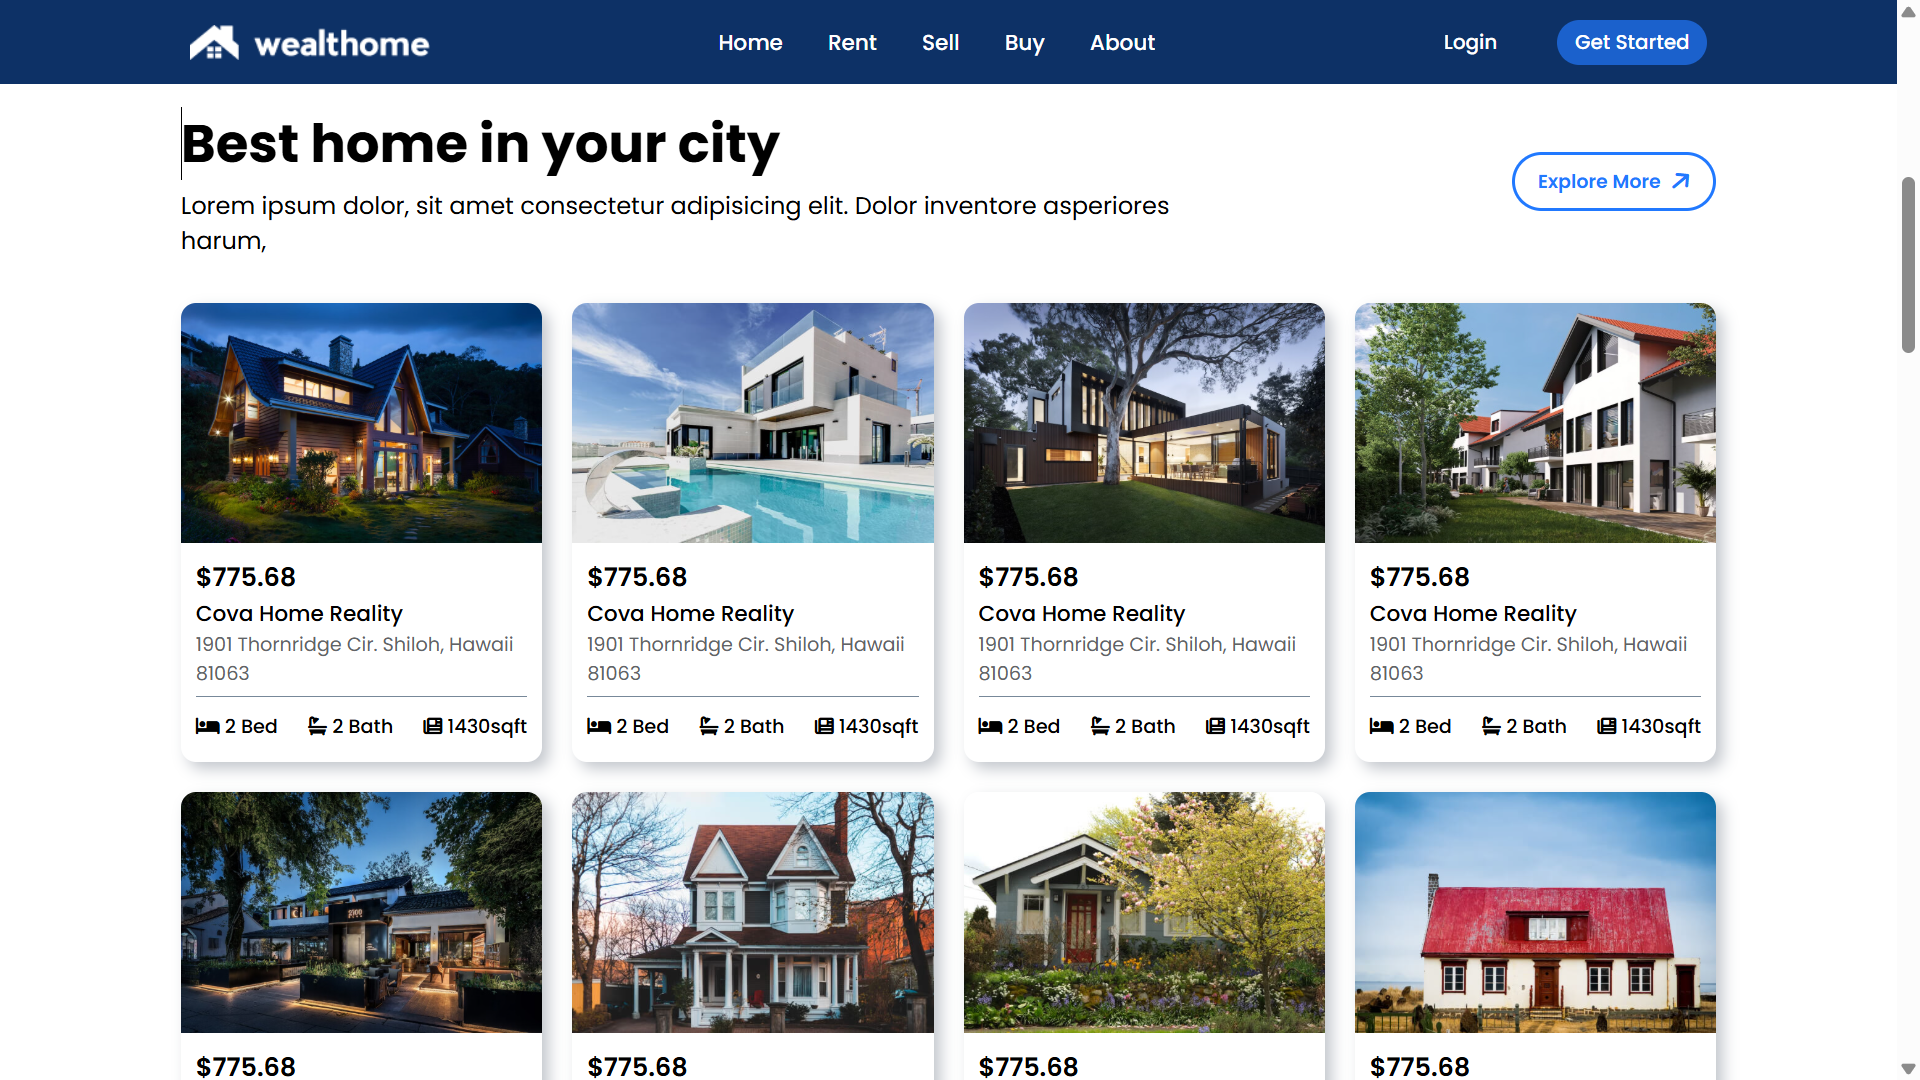 wealthome
Home Rent Sell Buy About
Login Get Started
Best home in your city
Explore More
Lorem ipsum dolor, sit amet consectetur adipisicing elit. Dolor inventore asperiores
harum,
$775.68
Cova Home Reality
1901 Thornridge Cir. Shiloh, Hawaii
81063
2 Bed 2 Bath 1430sqft
$775.68
Cova Home Reality
1901 Thornridge Cir. Shiloh, Hawaii
81063
2 Bed 2 Bath 1430sqft
$775.68
Cova Home Reality
1901 Thornridge Cir. Shiloh, Hawaii
81063
2 Bed 2 Bath 1430sqft
$775.68
Cova Home Reality
1901 Thornridge Cir. Shiloh, Hawaii
81063
2 Bed 2 Bath 1430sqft
$775.68
$775.68
$775.68
$775.68